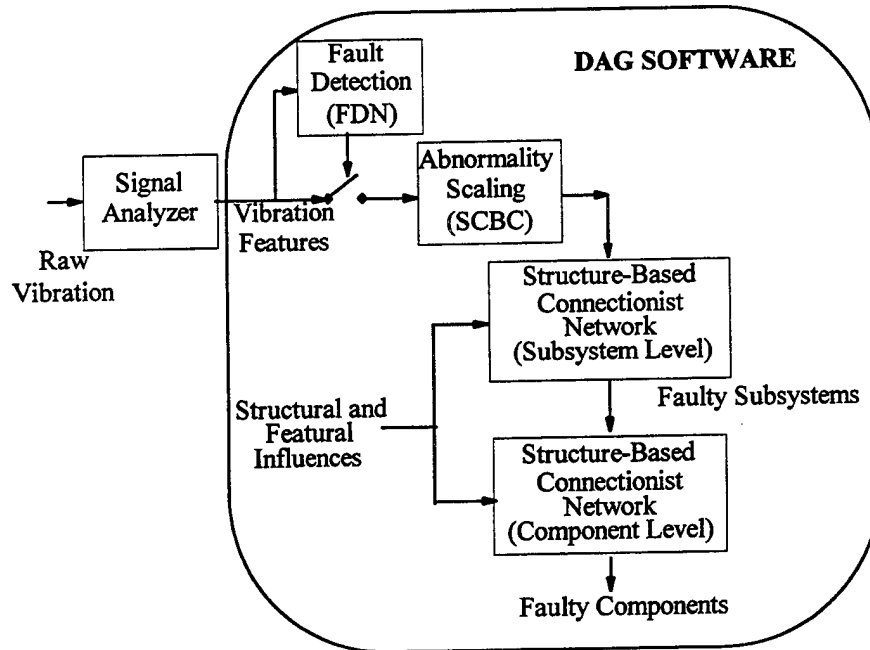 Fault
Detection
(FDN)
DAG SOFTWARE
Signal
Analyzer
Abnormality
Scaling
(SCBC)
Vibration
Features
Raw
Vibration
Structure-Based
Connectionist
Network
(Subsystem Level)
Faulty Subsystems
Structural and
Featural
Influences
Structure-Based
Connectionist
Network
(Component Level)
Faulty Components